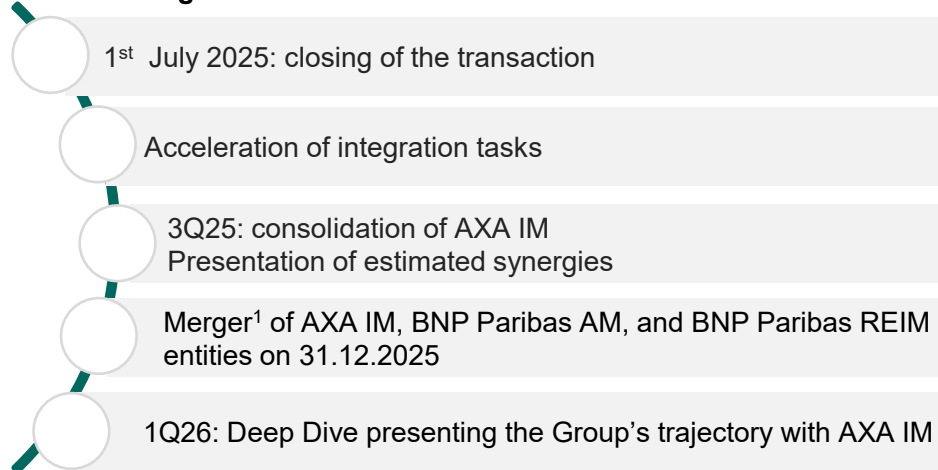 1st July 2025: closing of the transaction
Acceleration of integration tasks
3Q25: consolidation of AXA IM
Presentation of estimated synergies
Merger1 of AXA IM, BNP Paribas AM, and BNP Paribas REIM
entities on 31.12.2025
1Q26: Deep Dive presenting the Group’s trajectory with AXA IM